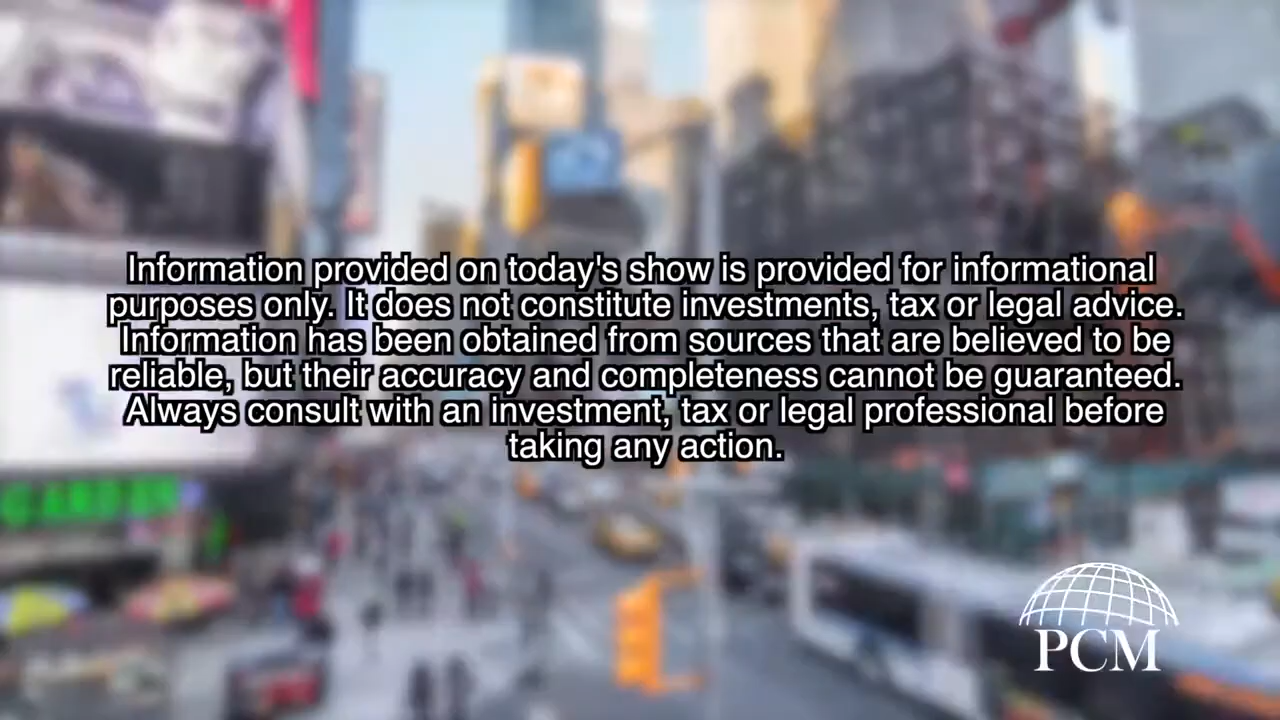 Information provided on today's show is provided for informational
purposes only. It does not constitute investments, tax or legal advice.
Information has been obtained from sources that are believed to be
reliable, but their accuracy and completeness cannot be guaranteed.
Always consult with an investment, tax or legal professional before
taking any action.
PCM